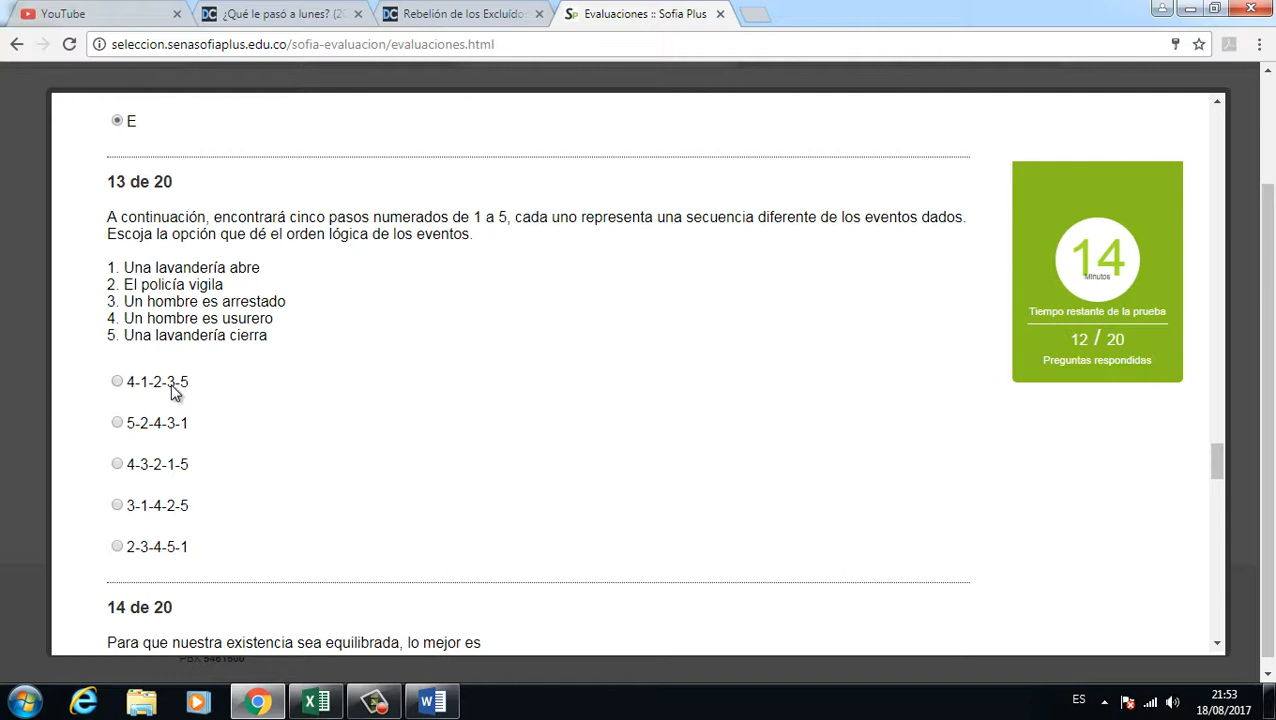 YouTube
¿Qué le pasó a lunes? (20
Rebelión de los Excluídos
Sp Evaluaciones :: Sofia Plus
seleccion.senasofiaplus.edu.co/sofia-evaluacion/evaluaciones.html
E
13 de 20
A continuación, encontrará cinco pasos numerados de 1 a 5, cada uno representa una secuencia diferente de los eventos dados.
Escoja la opción que dé el orden lógica de los eventos.
1. Una lavandería abre
2. El policía vigila
3. Un hombre es arrestado
4. Un hombre es usurero
5. Una lavandería cierra
4-1-2-3-5
5-2-4-3-1
4-3-2-1-5
3-1-4-2-5
2-3-4-5-1
14 de 20
Para que nuestra existencia sea equilibrada, lo mejor es
14
Minutos
Tiempo restante de la prueba
12 / 20
Preguntas respondidas
ES
21:53
18/08/2017